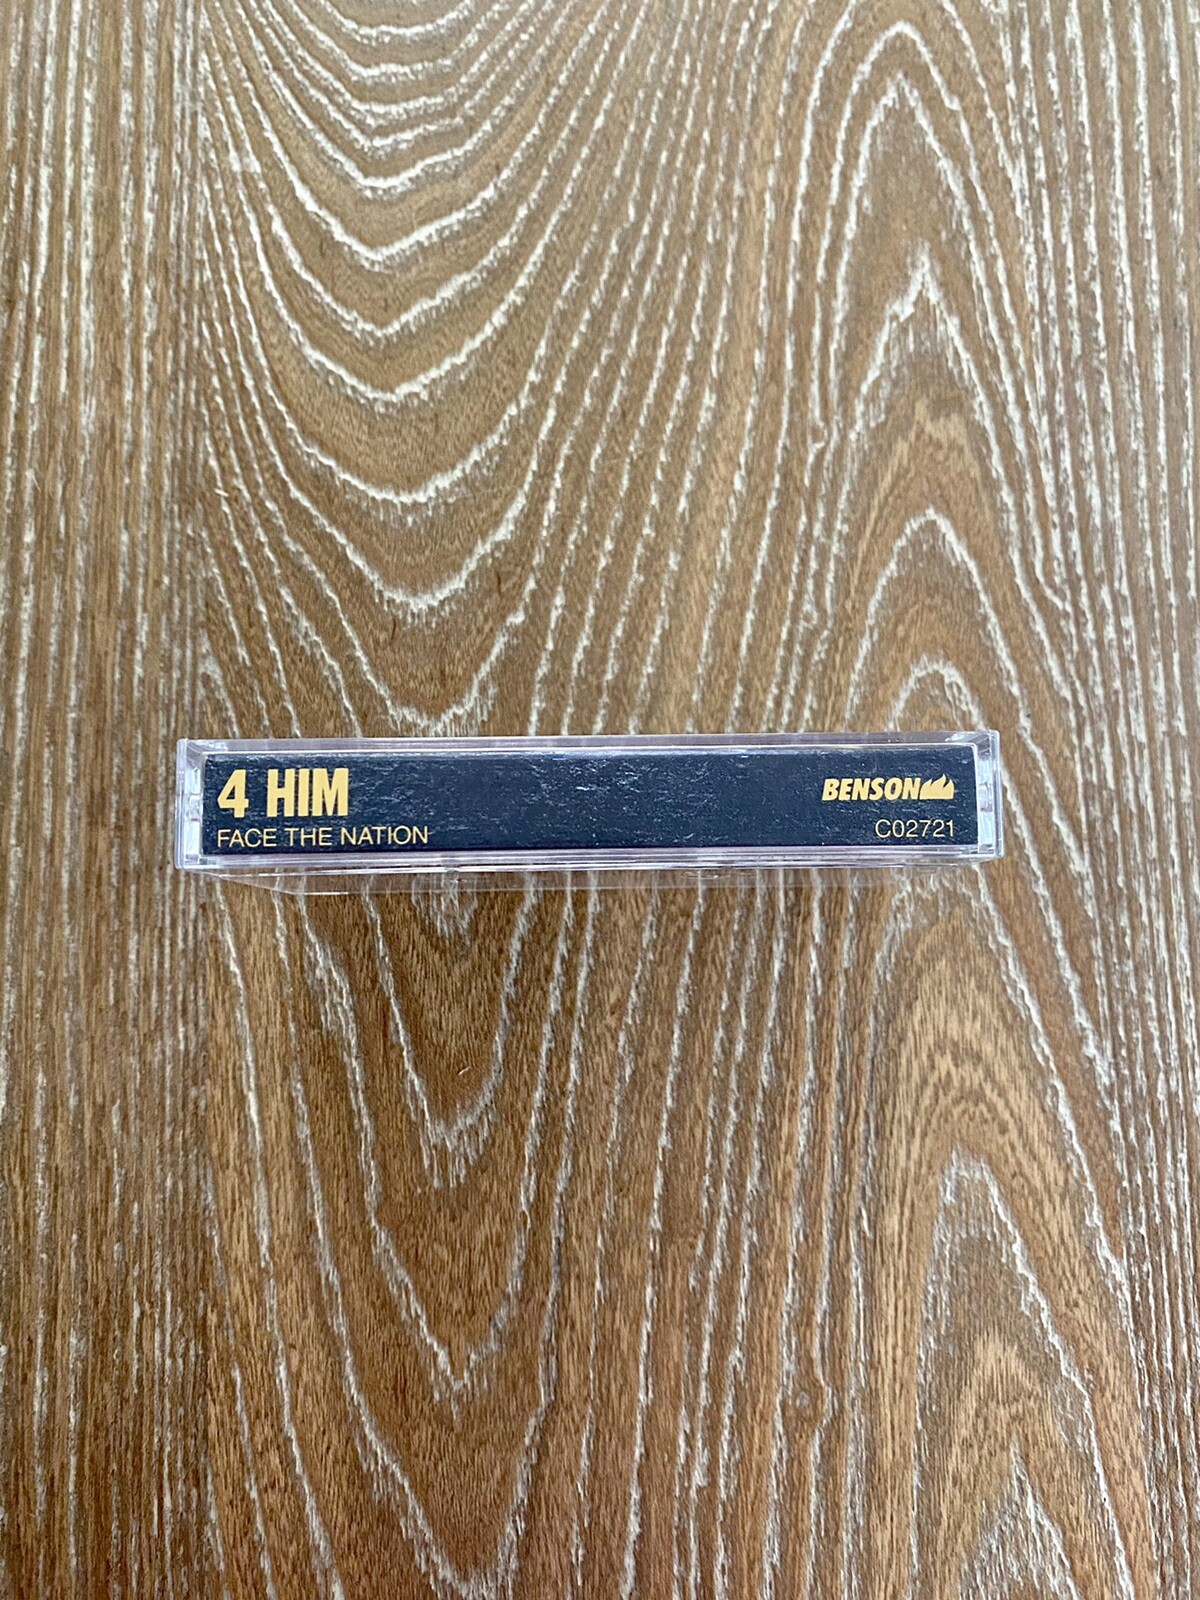 4 HIM
FACE THE NATION
BENSON
C02721